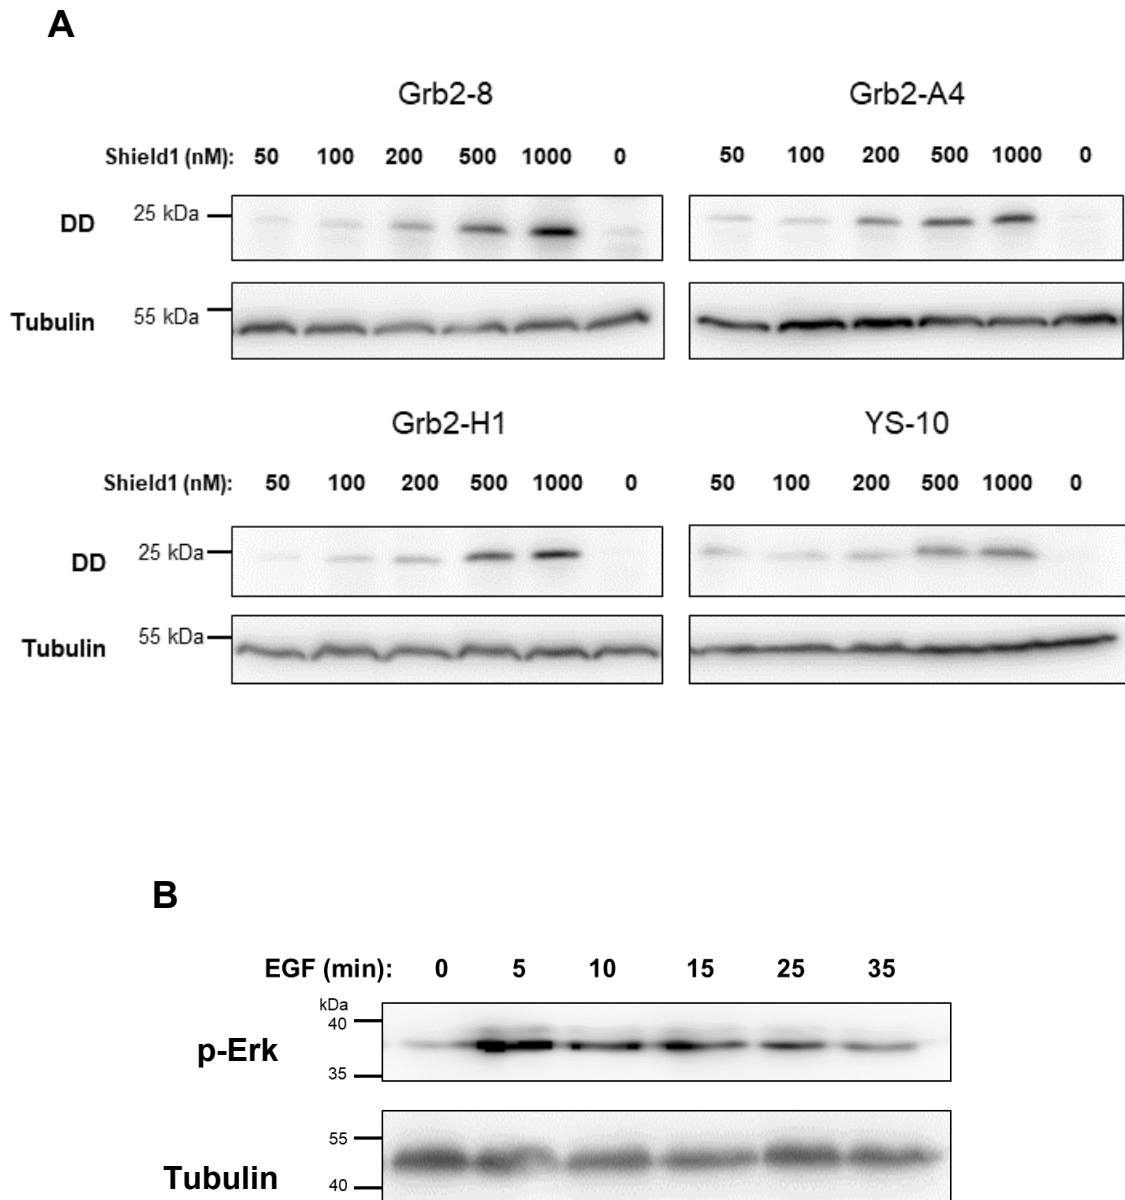 A
Grb2-8
Shield1 (nM): 50 100 200 500 1000 0
DD
25 kDa
Tubulin
55 kDa
Grb2-A4
50 100 200 500 1000 0
Grb2-H1
Shield1 (nM): 50 100 200 500 1000 0
DD
25 kDa
Tubulin
55 kDa
YS-10
50 100 200 500 1000 0
B
EGF (min): 0 5 10 15 25 35
kDa
40
p-Erk
35
55
Tubulin
40